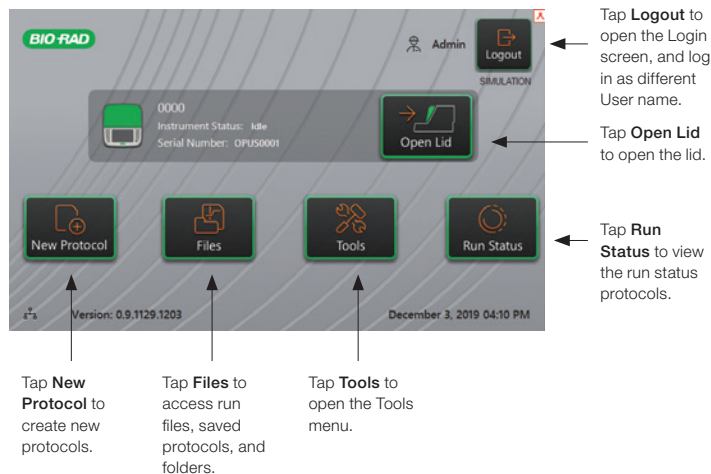 BIO-RAD
Admin
Logout
SIMULATION
0000
Instrument Status: Idle
Serial Number: OPUS0001
Open Lid
New Protocol
Files
Tools
Run Status
Version: 0.9.1129.1203
December 3, 2019 04:10 PM
Tap Logout to
open the Login
screen, and log
in as different
User name.
Tap Open Lid
to open the lid.
Tap Run
Status to view
the run status
protocols.
Tap New
Protocol to
create new
protocols.
Tap Files to
access run
files, saved
protocols, and
folders.
Tap Tools to
open the Tools
menu.